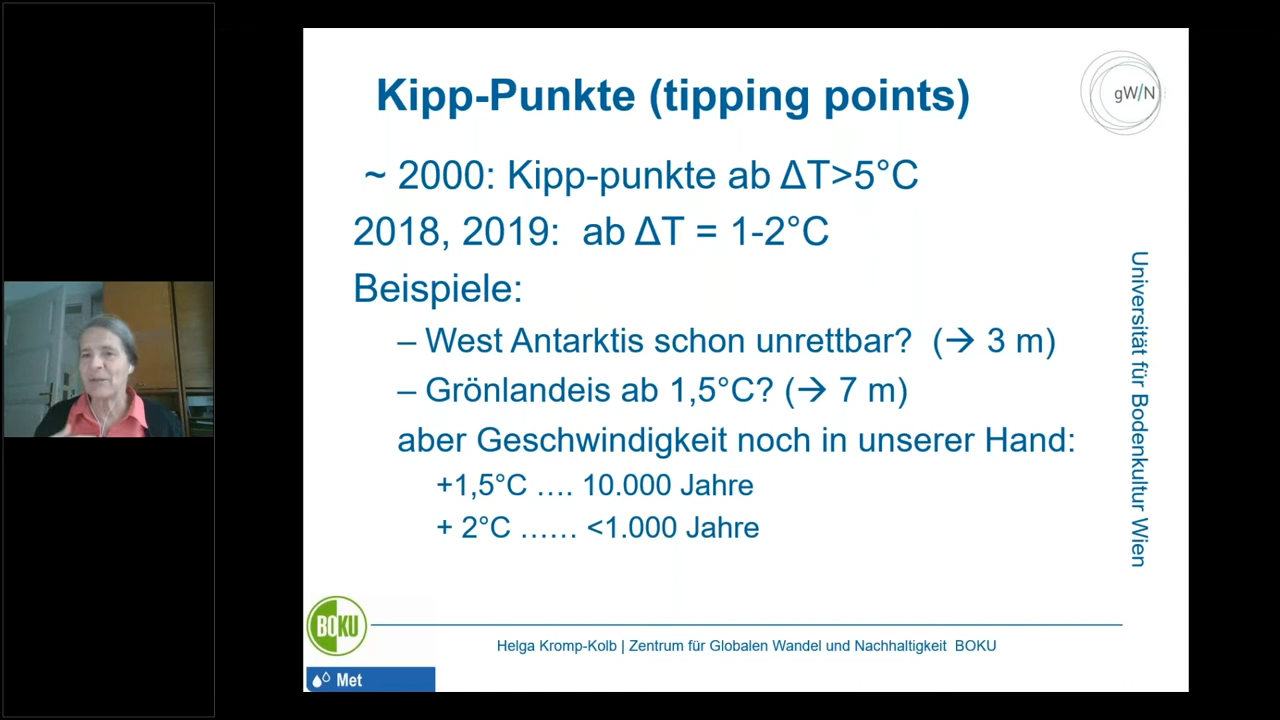 Kipp-Punkte (tipping points)
gW/N
~ 2000: Kipp-punkte ab ΔT>5°C
2018, 2019:  ab ΔT = 1-2°C
Beispiele:
– West Antarktis schon unrettbar?  (→ 3 m)
– Grönlandeis ab 1,5°C? (→ 7 m)
aber Geschwindigkeit noch in unserer Hand:
+1,5°C …. 10.000 Jahre
+ 2°C …… <1.000 Jahre
Universität für Bodenkultur Wien
BOKU
Helga Kromp-Kolb | Zentrum für Globalen Wandel und Nachhaltigkeit  BOKU
Met